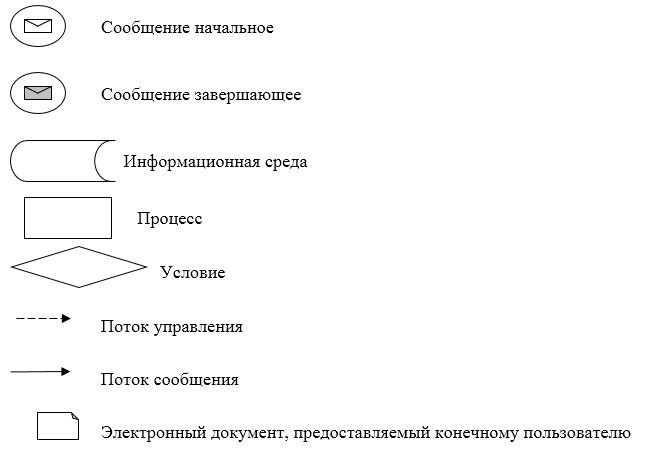 Сообщение начальное
Сообщение завершающее
Информационная среда
Процесс
Условие
Поток управления
Поток сообщения
Электронный документ, предоставляемый конечному пользователю